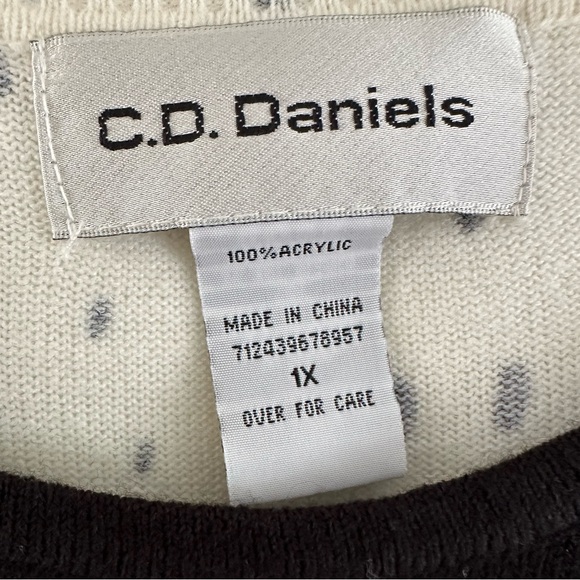 C.D. Daniels
100% ACRYLIC
MADE IN CHINA
712439678957
1X
OVER FOR CARE